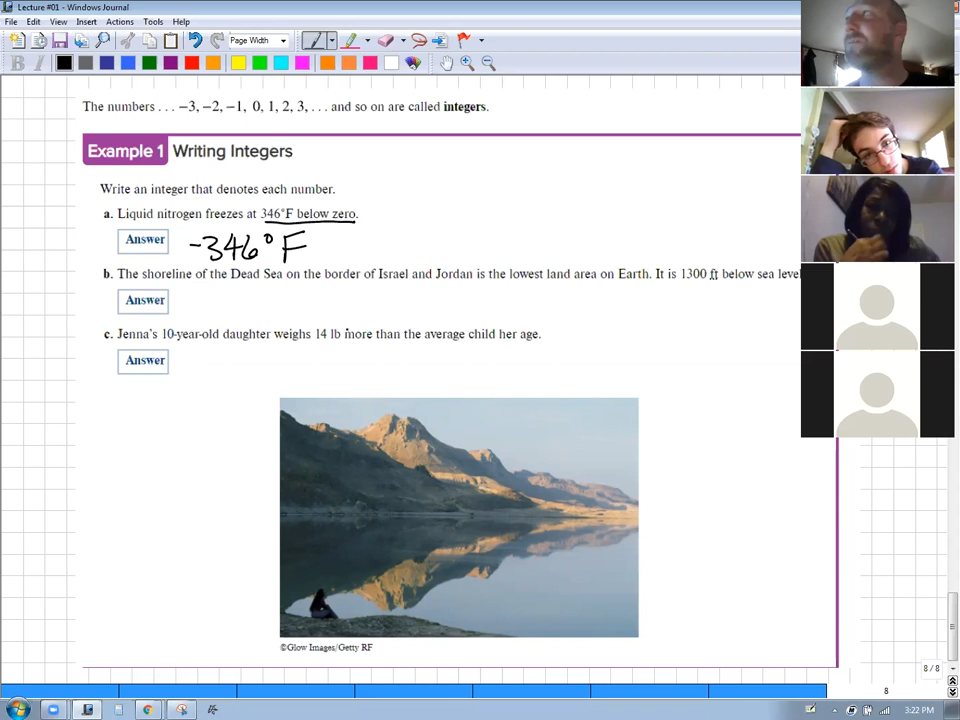 Lecture #01 - Windows Journal
File Edit View Insert Actions Tools Help
Page Width
B I
The numbers . . . −3, −2, −1, 0, 1, 2, 3, . . . and so on are called integers.
Example 1 Writing Integers
Write an integer that denotes each number.
a. Liquid nitrogen freezes at 346°F below zero.
Answer -346° F
b. The shoreline of the Dead Sea on the border of Israel and Jordan is the lowest land area on Earth. It is 1300 ft below sea level
Answer
c. Jenna's 10-year-old daughter weighs 14 lb more than the average child her age.
Answer
©Glow Images/Getty RF
8 / 8
8
3:22 PM